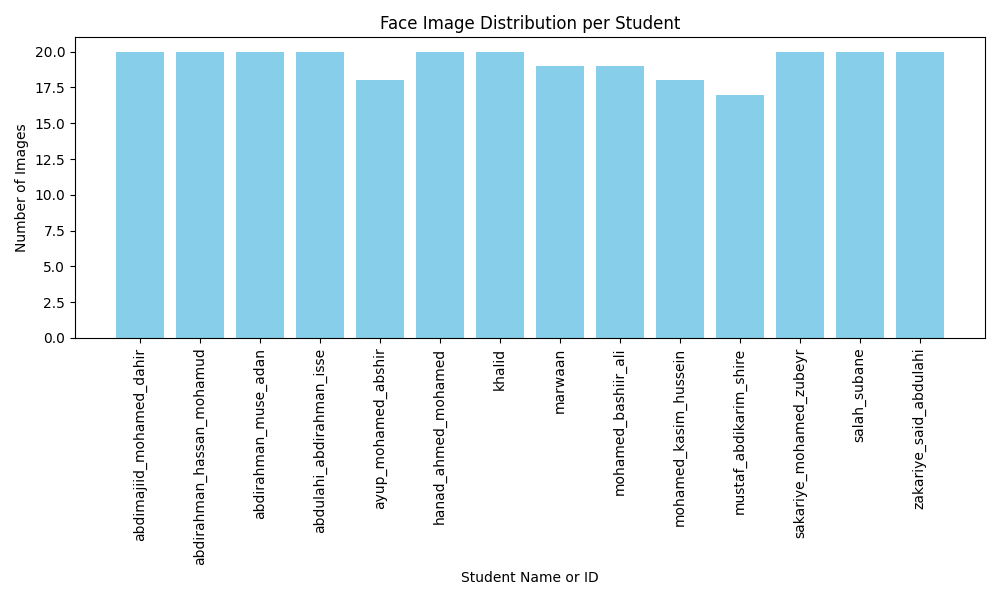 Face Image Distribution per Student
Number of Images
20.0
17.5
15.0
12.5
10.0
7.5
5.0
2.5
0.0
abdimajiid_mohamed_dahir
abdirahman_hassan_mohamud
abdirahman_muse_adan
abdulahi_abdirahman_isse
ayup_mohamed_abshir
hanad_ahmed_mohamed
khalid
marwaan
mohamed_bashiir_ali
mohamed_kasim_hussein
mustaf_abdikarim_shire
sakariye_mohamed_zubeyr
salah_subane
zakariye_said_abdulahi
Student Name or ID